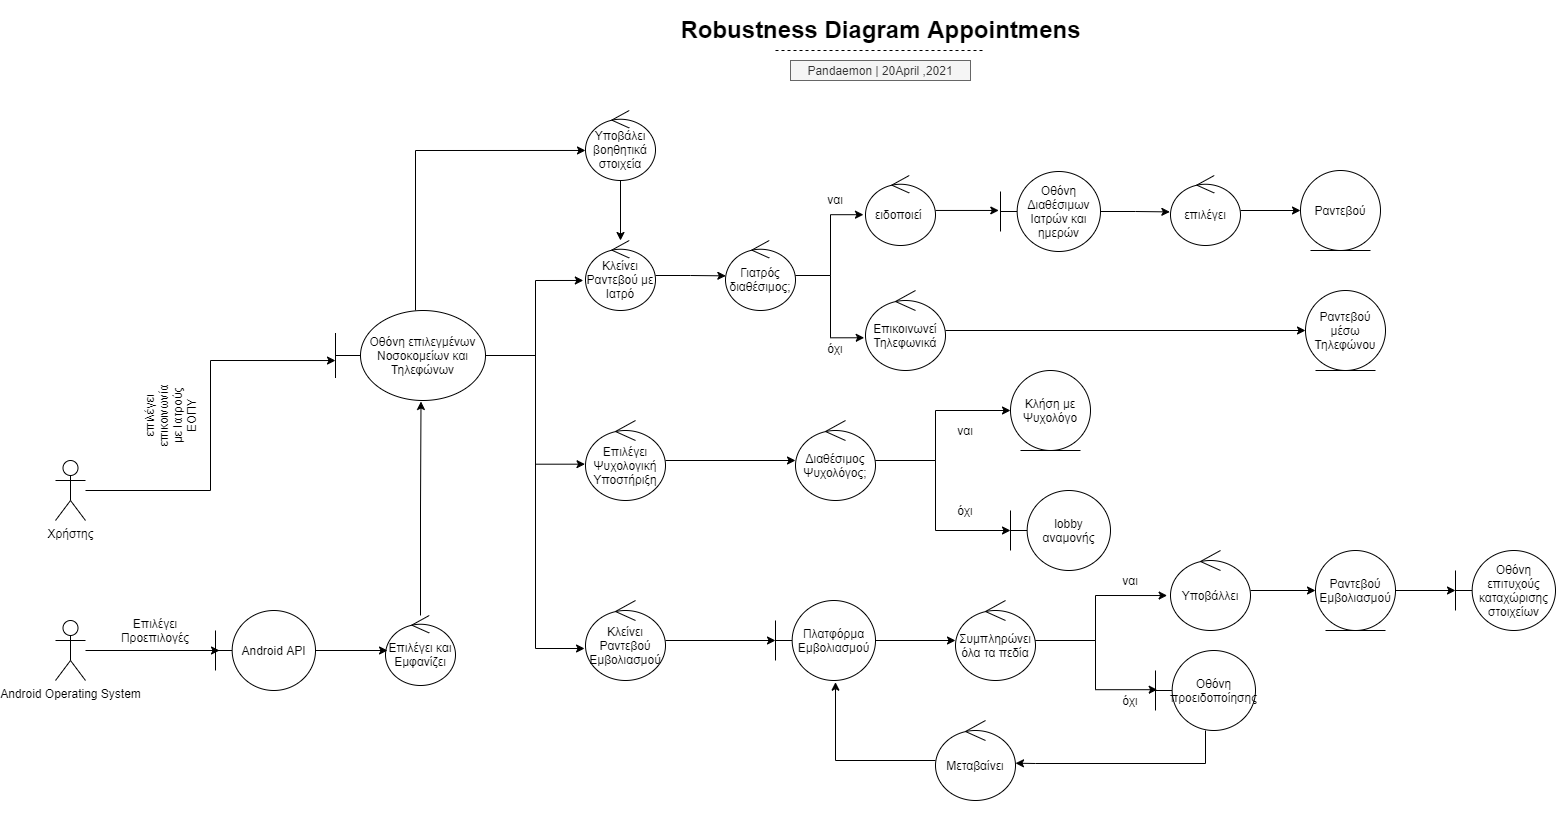 Robustness Diagram Appointmens
Pandaemon | 20April ,2021
Υποβάλει
βοηθητικά
στοιχεία
Κλείνει
Ραντεβού με
Ιατρό
Γιατρός
διαθέσιμος;
ναι
όχι
ειδοποιεί
Οθόνη
Διαθέσιμων
Ιατρών και
ημερών
επιλέγει
Ραντεβού
Επικοινωνεί
Τηλεφωνικά
Ραντεβού
μέσω
Τηλεφώνου
Οθόνη επιλεγμένων
Νοσοκομείων και
Τηλεφώνων
επιλέγει
επικοινωνία
με Ιατρούς
ΕΟΠΥ
Χρήστης
Επιλέγει
Ψυχολογική
Υποστήριξη
Διαθέσιμος
Ψυχολόγος;
ναι
όχι
Κλήση με
Ψυχολόγο
lobby
αναμονής
Επιλέγει
Προεπιλογές
Android Operating System
Android API
Επιλέγει και
Εμφανίζει
Κλείνει
Ραντεβού
Εμβολιασμού
Πλατφόρμα
Εμβολιασμού
Συμπληρώνει
όλα τα πεδία
ναι
όχι
Υποβάλλει
Ραντεβού
Εμβολιασμού
Οθόνη
επιτυχούς
καταχώρισης
στοιχείων
Οθόνη
προειδοποίησης
Μεταβαίνει